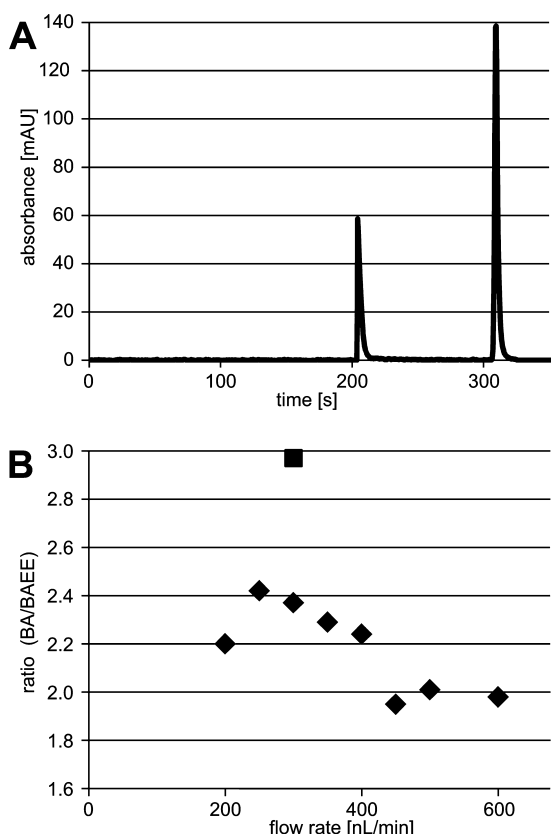 A
140
120
100
80
60
40
20
0
absorbance [mAU]
0 100 200 300
time [s]
B
3.0
2.8
2.6
2.4
2.2
2.0
1.8
1.6
ratio (BA/BAEE)
0 200 400 600
flow rate [nL/min]